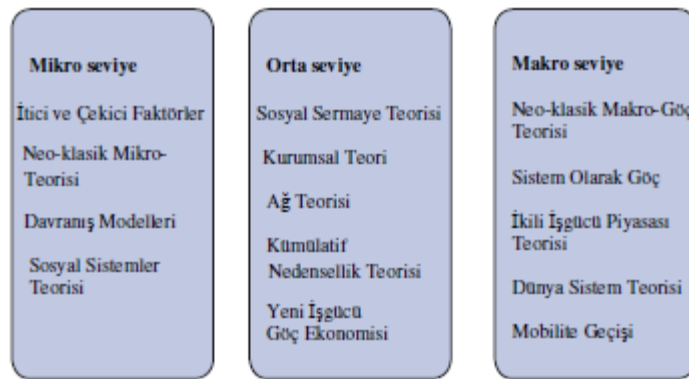 Mikro seviye
İtici ve Çekici Faktörler
Neo-klasik Mikro-
Teorisi
Davranış Modelleri
Sosyal Sistemler
Teorisi
Orta seviye
Sosyal Sermaye Teorisi
Kurumsal Teori
Ağ Teorisi
Kümülatif
Nedensellik Teorisi
Yeni İşgücü
Göç Ekonomisi
Makro seviye
Neo-klasik Makro-Göç
Teorisi
Sistem Olarak Göç
İkili İşgücü Piyasası
Teorisi
Dünya Sistem Teorisi
Mobilite Geçişi